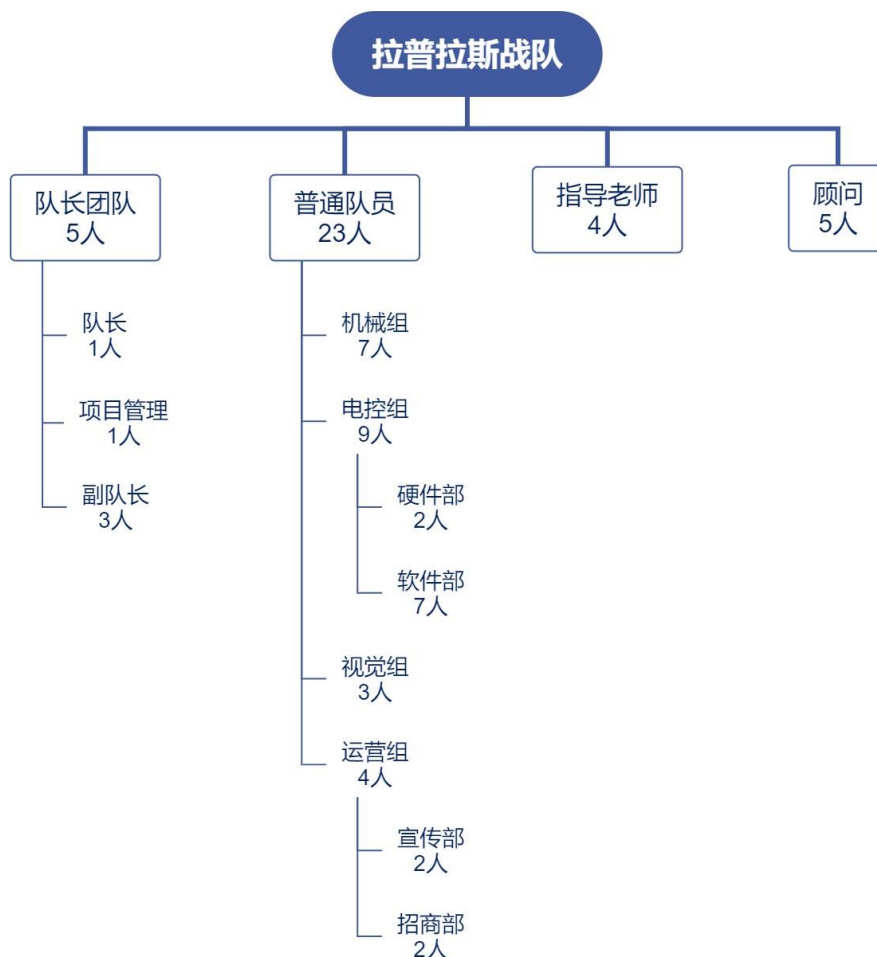 拉普拉斯战队
队长团队
5人
普通队员
23人
指导老师
4人
顾问
5人
队长
1人
项目管理
1人
副队长
3人
机械组
7人
电控组
9人
硬件部
2人
软件部
7人
视觉组
3人
运营组
4人
宣传部
2人
招商部
2人